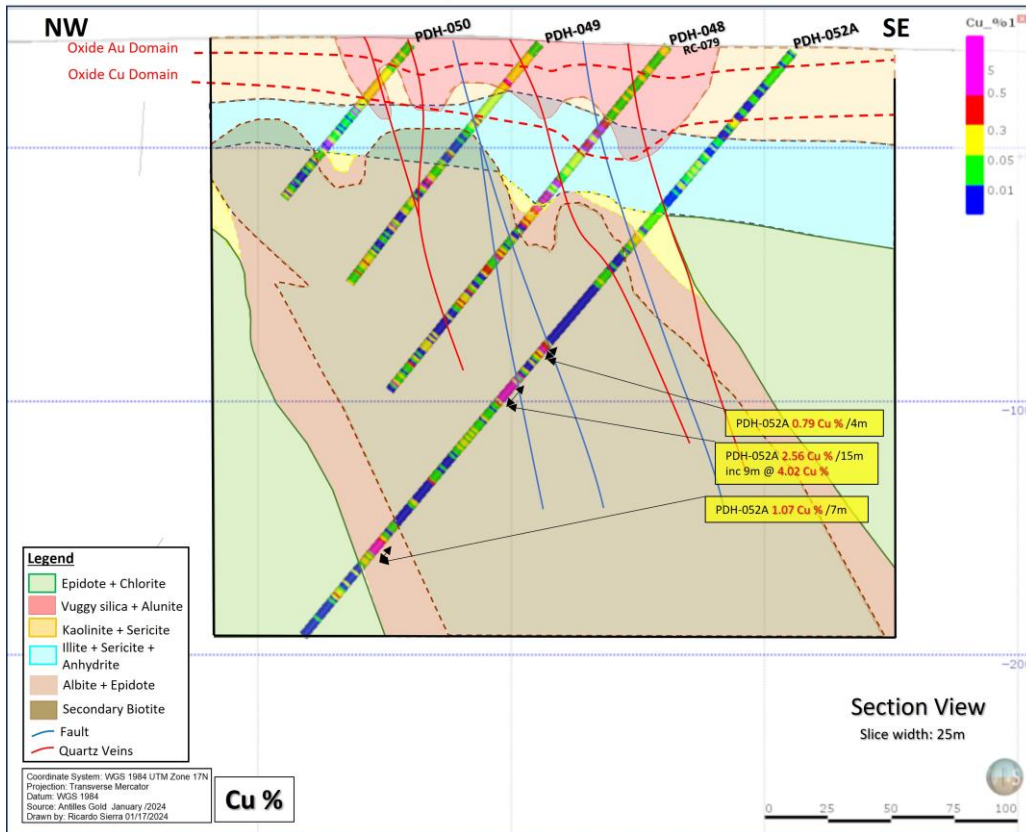 NW
PDH-050
PDH-049
PDH-048
RC-079
PDH-052A
SE
Cu_%1
5
0.5
0.3
0.05
0.01
Oxide Au Domain
Oxide Cu Domain
-100
-200
PDH-052A 0.79 Cu % /4m
PDH-052A 2.56 Cu % /15m
inc 9m @ 4.02 Cu %
PDH-052A 1.07 Cu % /7m
Legend
Epidote + Chlorite
Vuggy silica + Alunite
Kaolinite + Sericite
Illite + Sericite +
Anhydrite
Albite + Epidote
Secondary Biotite
Fault
Quartz Veins
Section View
Slice width: 25m
Coordinate System: WGS 1984 UTM Zone 17N
Projection: Transverse Mercator
Datum: WGS 1984
Source: Antilles Gold January /2024
Drawn by: Ricardo Sierra 01/17/2024
Cu %
0 25 50 75 100